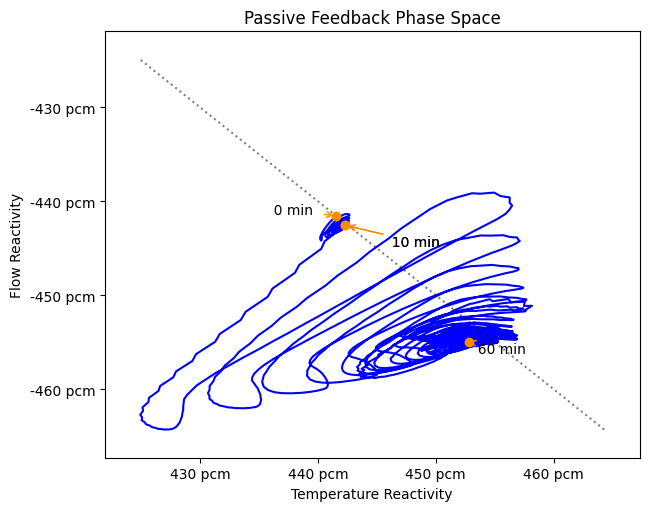 Passive Feedback Phase Space
Flow Reactivity
-430 pcm
-440 pcm
-450 pcm
-460 pcm
0 min
10 min
60 min
430 pcm
440 pcm
450 pcm
460 pcm
Temperature Reactivity